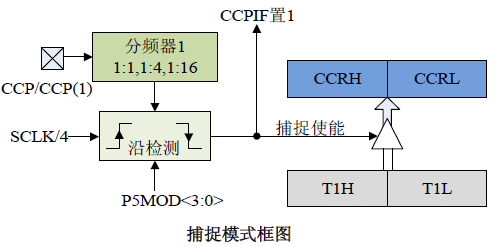 CCPIF置1
分频器1
1:1,1:4,1:16
CCP/CCP(1)
CCRH
CCRL
SCLK/4
沿检测
捕捉使能
T1H
T1L
P5MOD<3:0>
捕捉模式框图